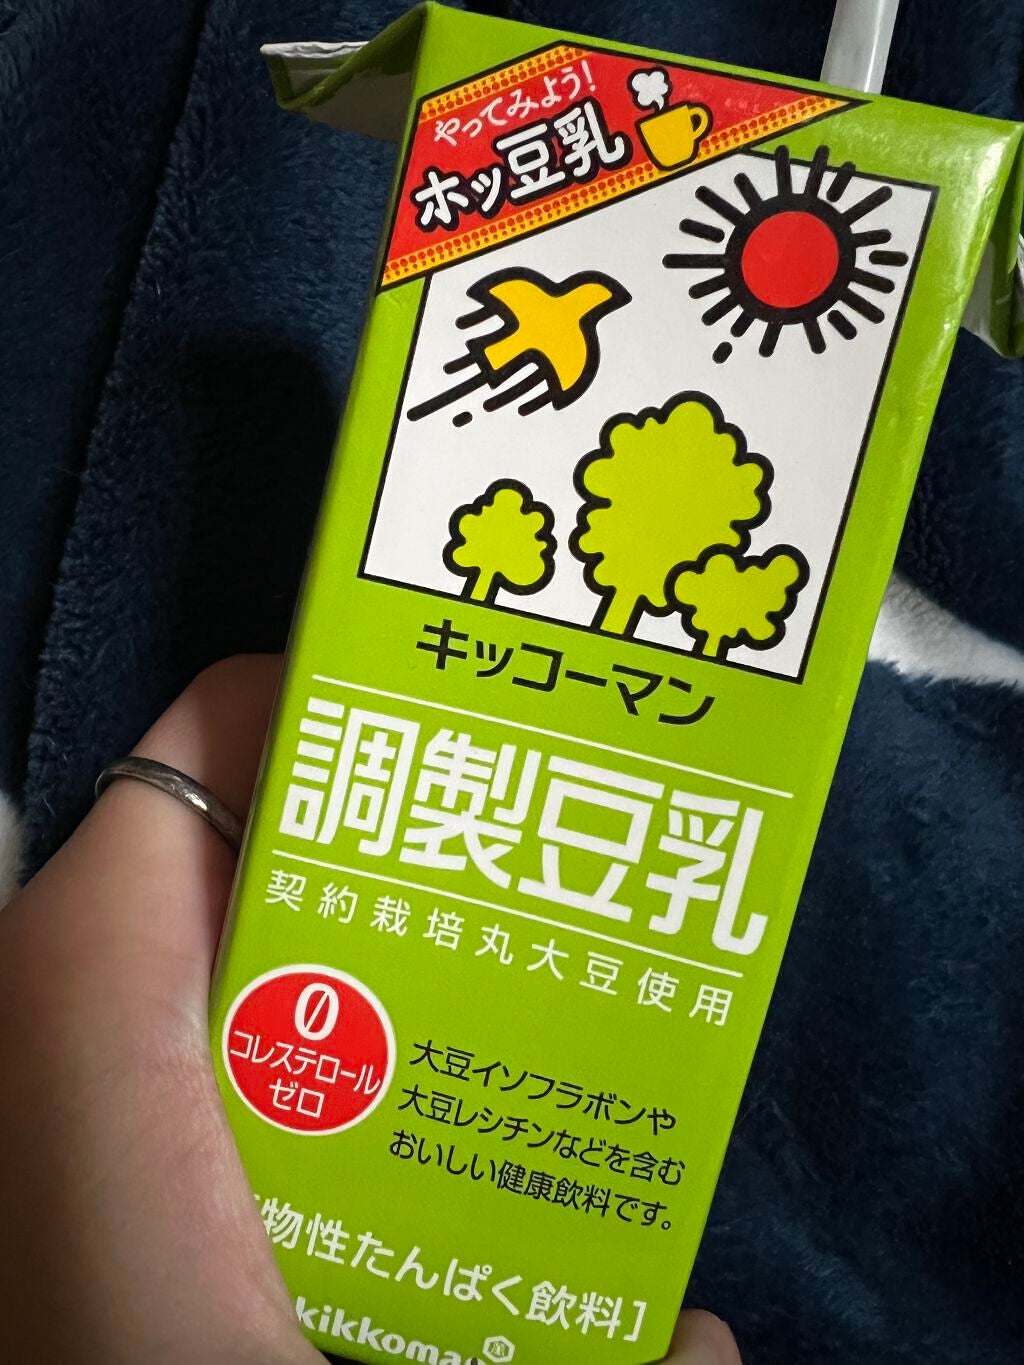 やってみよう!
ホッ豆乳
キッコーマン
調製豆乳
契約栽培丸大豆使用
0
コレステロール
ゼロ
大豆イソフラボンや
大豆レシチンなどを含む
おいしい健康飲料です。
物性たんぱく飲料]
kikkoma